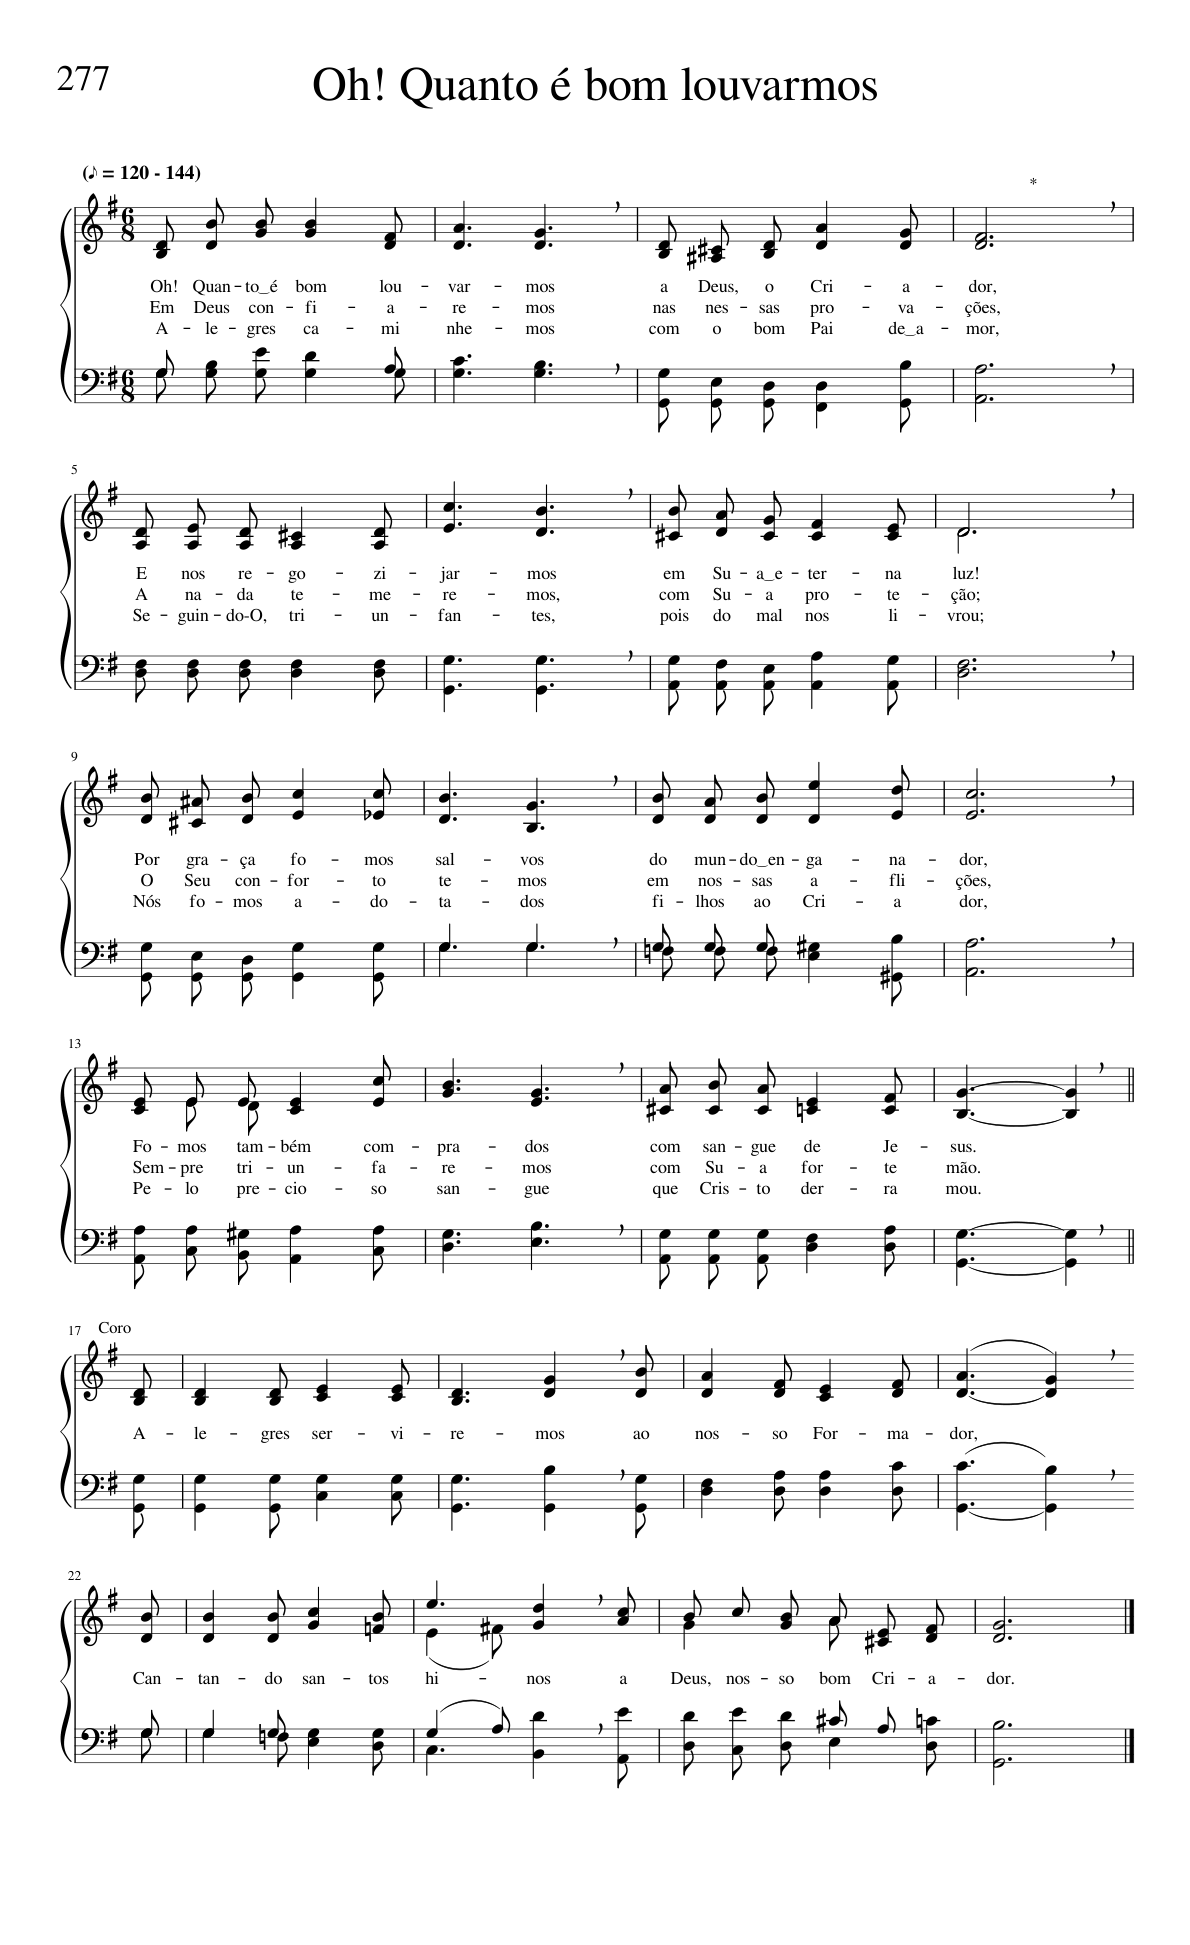 277
Oh! Quanto é bom louvarmos
(♪ = 120 - 144)
*
6 8
Oh! Quan - to‿é bom lou - var - mos a Deus, o Cri - a - dor,
Em Deus con - fi - a - re - mos nas nes - sas pro - va - ções,
A - le - gres ca - mi nhe - mos com o bom Pai de‿a - mor,
6 8
5
E nos re - go - zi - jar - mos em Su - a‿e - ter - na luz!
A na - da te - me - re - mos, com Su - a pro - te - ção;
Se - guin - do-O, tri - un - fan - tes, pois do mal nos li - vrou;
9
Por gra - ça fo - mos sal - vos do mun - do‿en - ga - na - dor,
O Seu con - for - to te - mos em nos - sas a - fli - ções,
Nós fo - mos a - do - ta - dos fi - lhos ao Cri - a dor,
13
Fo - mos tam - bém com - pra - dos com san - gue de Je - sus.
Sem - pre tri - un - fa - re - mos com Su - a for - te mão.
Pe - lo pre - cio - so san - gue que Cris - to der - ra mou.
17 Coro
A - le - gres ser - vi - re - mos ao nos - so For - ma - dor,
22
Can - tan - do san - tos hi - nos a Deus, nos - so bom Cri - a - dor.